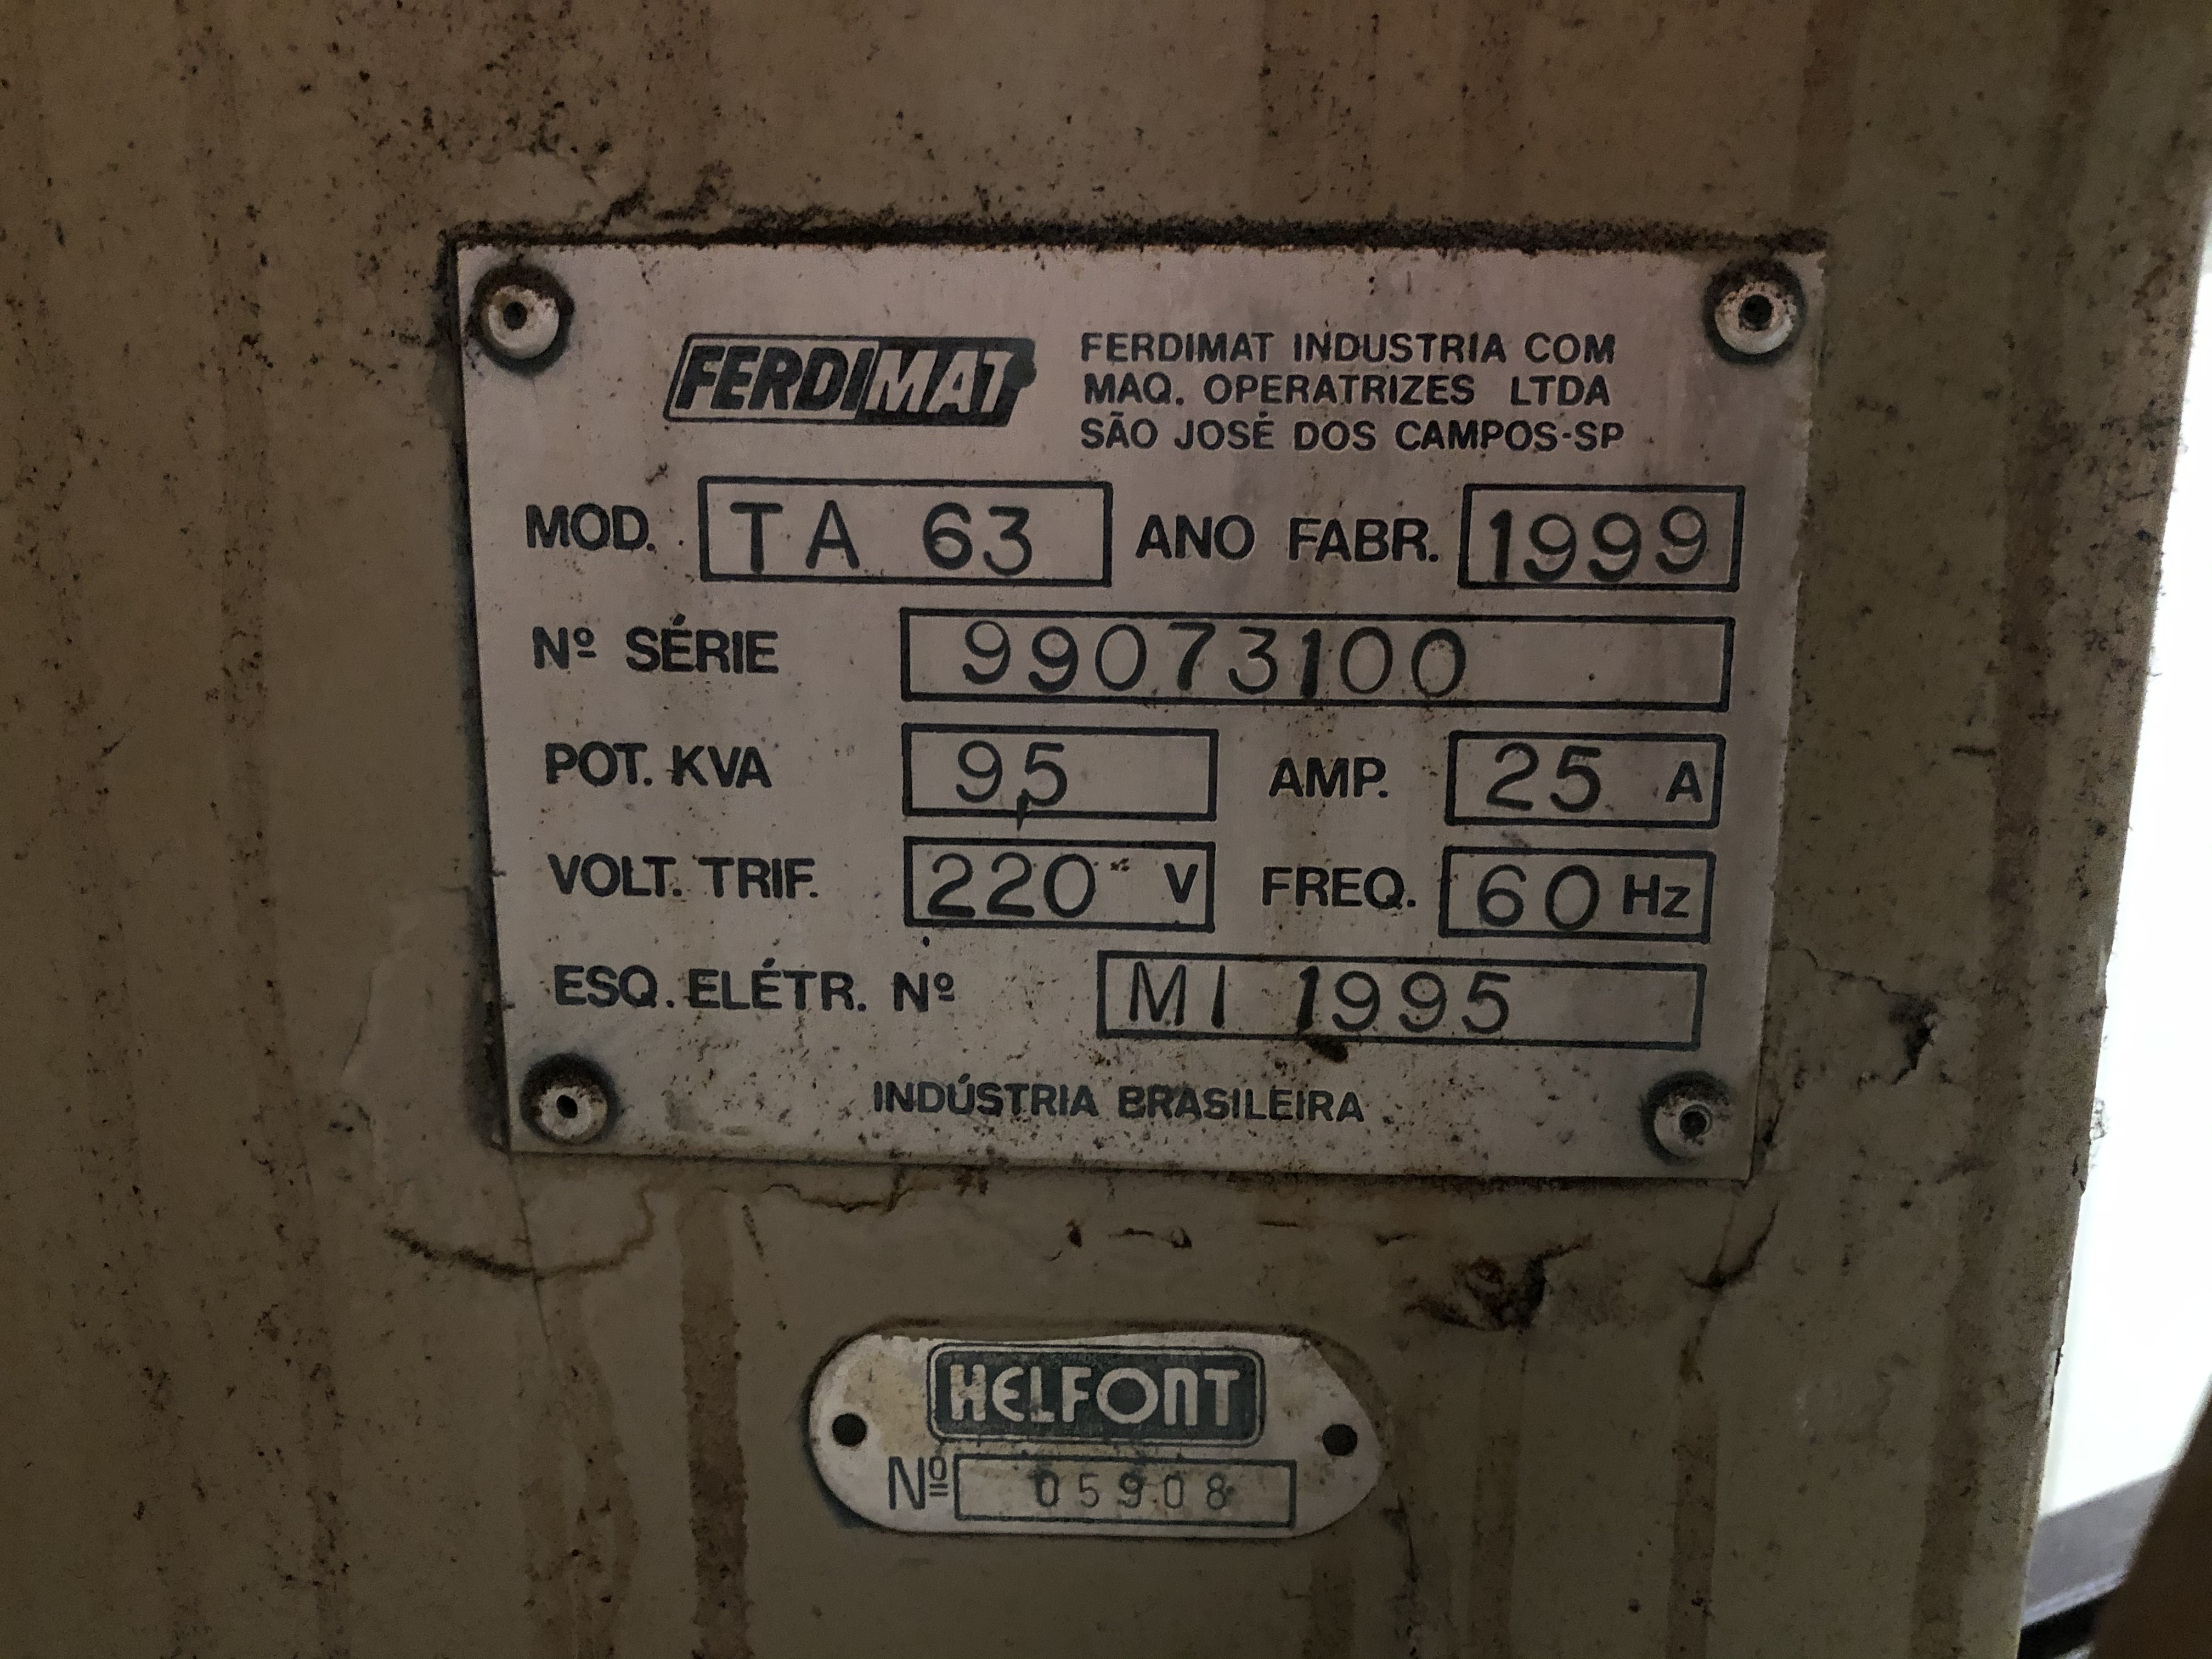 FERDIMAT
FERDIMAT INDUSTRIA COM
MAQ. OPERATRIZES LTDA
SÃO JOSÉ DOS CAMPOS-SP
MOD. TA 63 ANO FABR. 1999
Nº SÉRIE 99073100
POT. KVA 9,5 AMP. 25 A
VOLT. TRIF. 220 V FREQ. 60 Hz
ESQ. ELÉTR. Nº MI 1995
INDÚSTRIA BRASILEIRA
HELFONT
Nº 05908